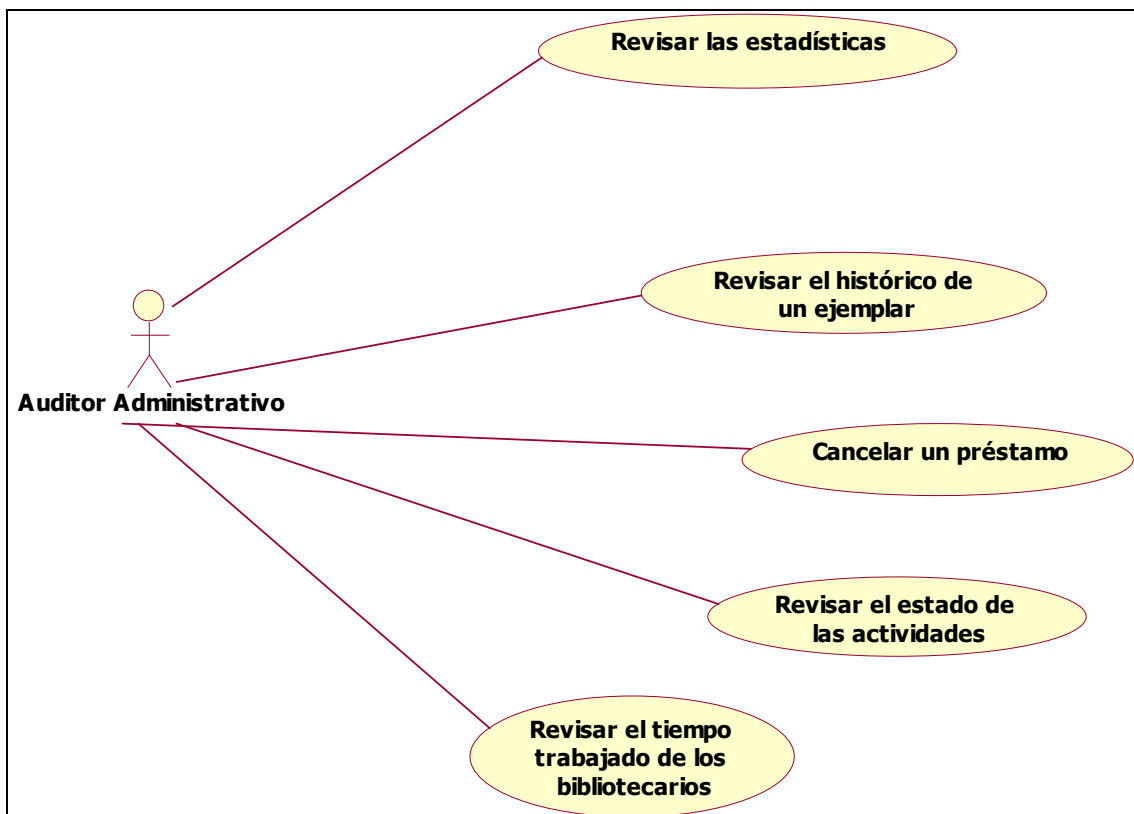 Revisar las estadísticas
Revisar el histórico de
un ejemplar
Auditor Administrativo
Cancelar un préstamo
Revisar el estado de
las actividades
Revisar el tiempo
trabajado de los
bibliotecarios